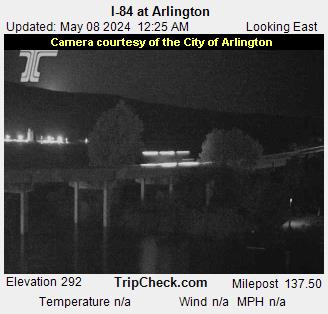 I-84 at Arlington
Updated: May 08 2024 12:25 AM Looking East
Camera courtesy of the City of Arlington
Elevation 292 TripCheck.com Milepost 137.50
Temperature n/a Wind n/a MPH n/a